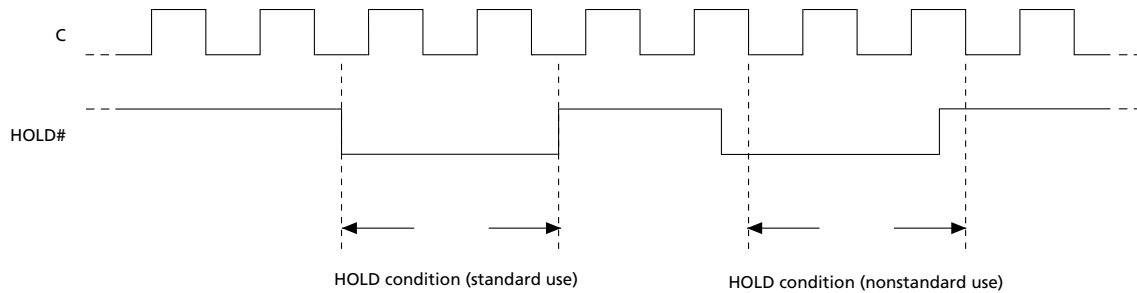 C
HOLD#
HOLD condition (standard use)
HOLD condition (nonstandard use)